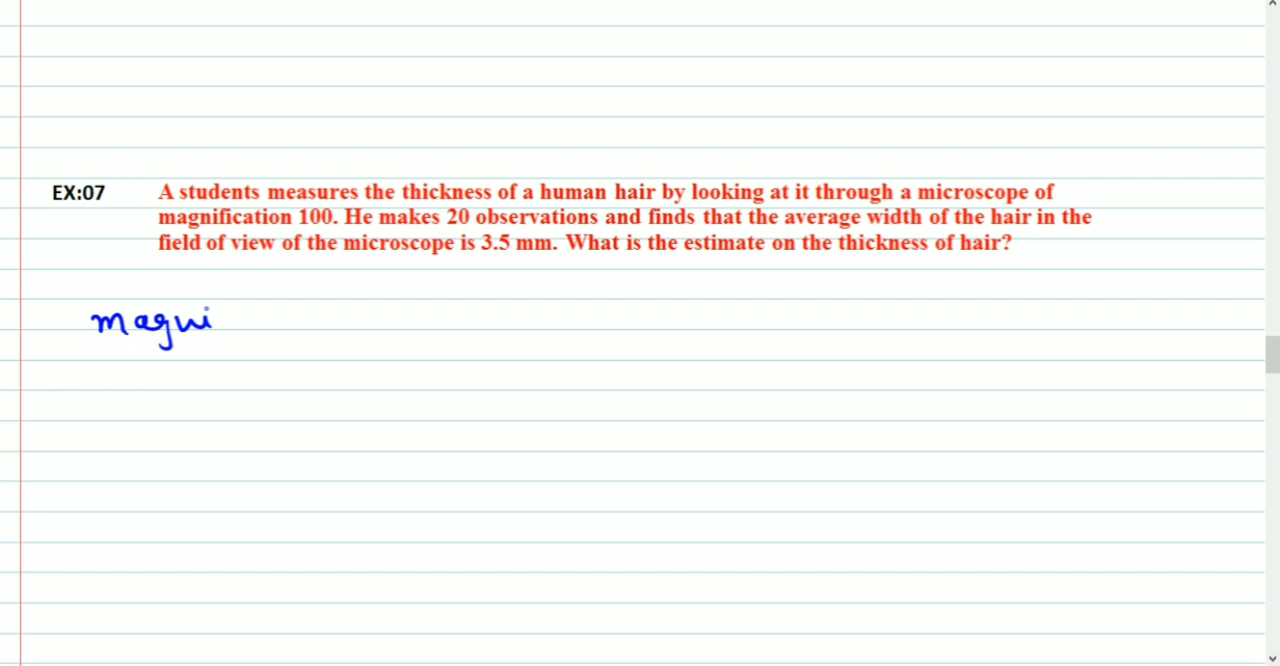 EX:07 A students measures the thickness of a human hair by looking at it through a microscope of
magnification 100. He makes 20 observations and finds that the average width of the hair in the
field of view of the microscope is 3.5 mm. What is the estimate on the thickness of hair?
magni